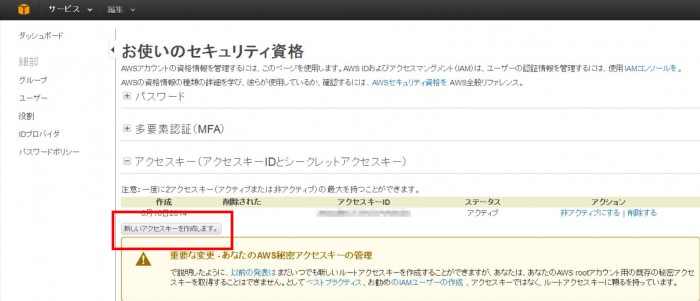 サービス 編集
ダッシュボード
細部
グループ
ユーザー
役割
IDプロバイダ
パスワードポリシー
お使いのセキュリティ資格
AWSアカウントの資格情報を管理するには、このページを使用します。AWS IDおよびアクセスマングメント(IAM)は、ユーザーの認証情報を管理するには、使用 IAMコンソールを。
AWSの資格情報の種類の詳細を学び、彼らが使用しているか、確認するには、AWSセキュリティ資格を AWS全般リファレンス。
パスワード
多要素認証(MFA)
アクセスキー(アクセスキーIDとシークレットアクセスキー)
注意:一度に2アクセスキー(アクティブまたは非アクティブ)の最大を持つことができます。
作成 削除された アクセスキーID ステータス アクション
アクティブ 非アクティブにする | 削除する
新しいアクセスキーを作成します。
重要な変更 - あなたのAWS秘密アクセスキーの管理
で説明したように、以前の発表は まだいつでも新しいルートアクセスキーを作成することができますが、あなたは、あなたのAWS rootアカウント用の既存の秘密アクセ
スキーを取得することはできません。として ベストプラクティス 、お勧めのIAMユーザーの作成 、アクセスキーではなく、ルートアクセスキーに頼るを持っています。